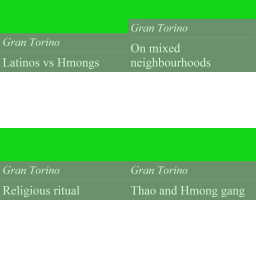 Gran Torino
Latinos vs Hmongs
Gran Torino
On mixed
neighbourhoods
Gran Torino
Religious ritual
Gran Torino
Thao and Hmong gang